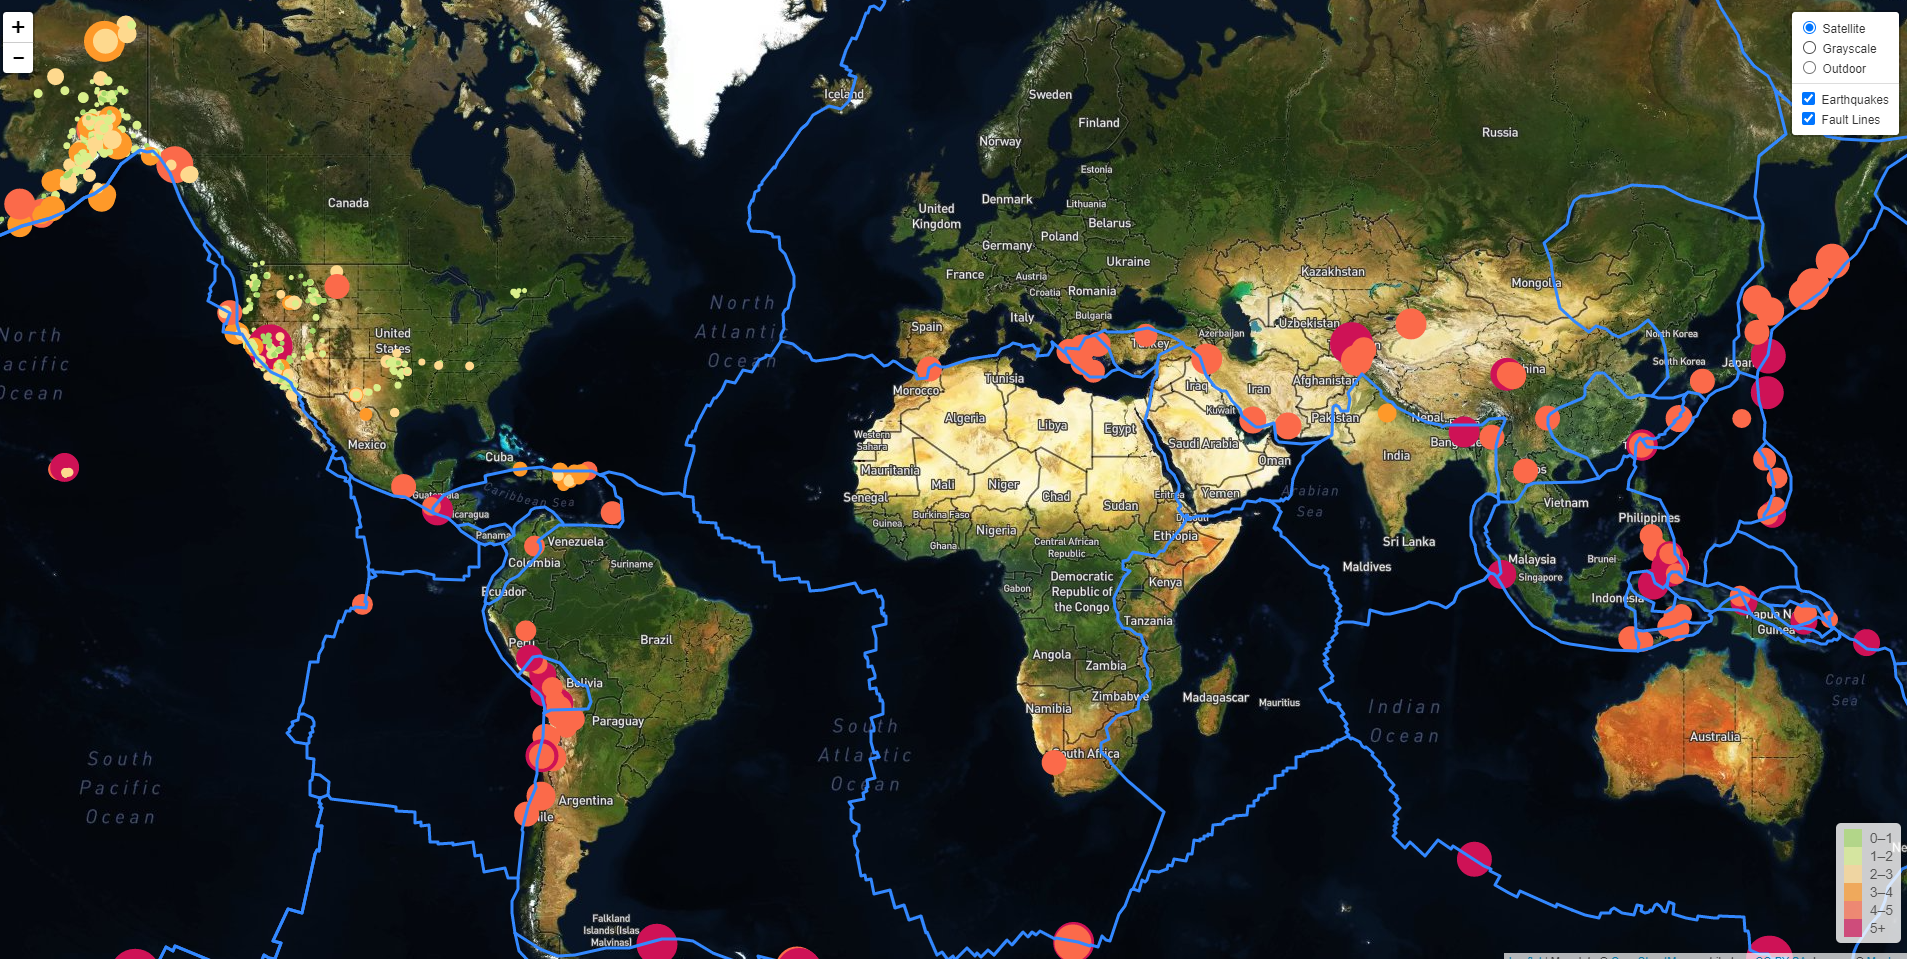 +
−
Satellite
Grayscale
Outdoor
Earthquakes
Fault Lines
Iceland
Sweden
Finland
Norway
Russia
Estonia
Canada
Denmark
Lithuania
United
Kingdom
Belarus
Poland
Germany
Ukraine
France
Austria
Kazakhstan
Croatia
Romania
Mongolia
North
Atlanti
Ocean
Bulgaria
Italy
Spain
Uzbekistan
Azerbaijan
North Korea
United
States
North
acific
Ocean
Turkey
South Korea
Japan
China
Tunisia
Morocco
Iraq
Iran
Afghanistan
Kuwait
Pakistan
Nepal
Algeria
Libya
Egypt
Western
Sahara
Saudi Arabia
Mexico
Cuba
India
Oman
Mauritania
Mali
Niger
Chad
Sudan
Eritrea
Yemen
Arabian
Sea
Senegal
Guatemala
Caribbean Sea
icaragua
Vietnam
Burkina Faso
Guinea
Philippines
Nigeria
Djibouti
Panama
Venezuela
Ghana
Central African
Republic
Ethiopia
Sri Lanka
Colombia
Suriname
Malaysia
Brunei
Maldives
Singapore
Gabon
Democratic
Republic of
the Congo
Kenya
Ecuador
Indonesia
Papua N
Guinea
Tanzania
Peru
Brazil
Angola
Zambia
Bolivia
Coral
Sea
Zimbabwe
Madagascar
Mauritius
Namibia
Indian
Ocean
Paraguay
South
Atlantic
Ocean
Australia
South Africa
South
Pacific
Ocean
Argentina
hile
0–1
1–2
2–3
3–4
4–5
5+
Ne
Falkland
Islands (Islas
Malvinas)